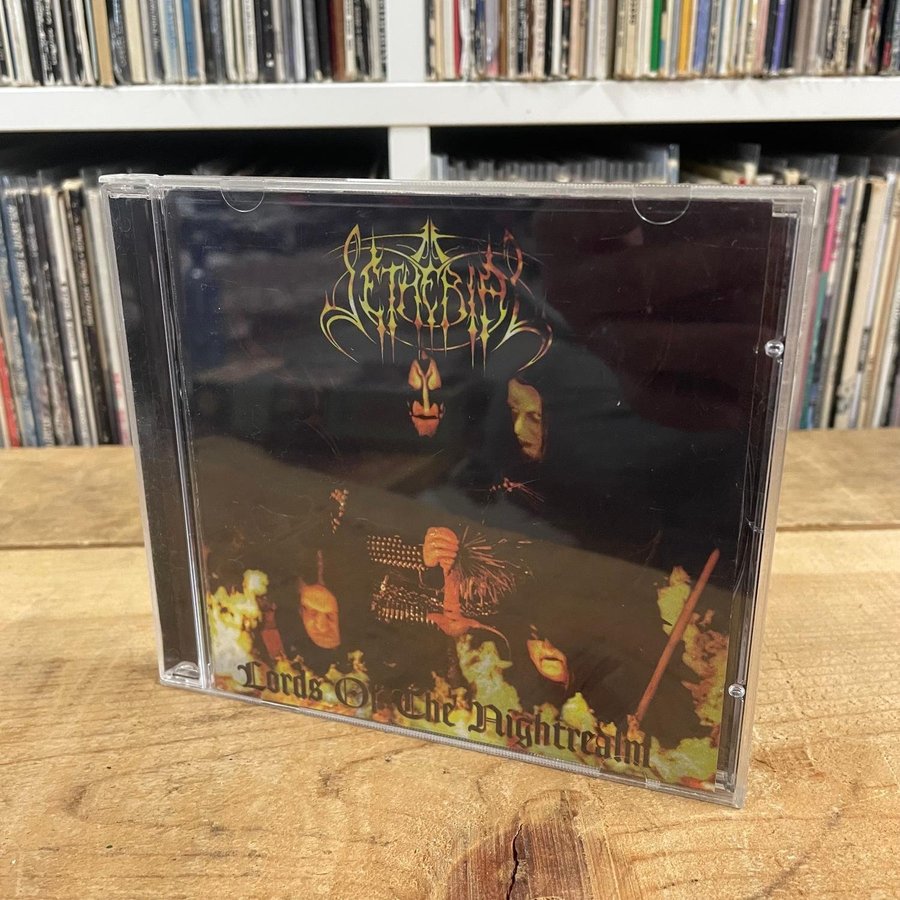 SETHERIAL
Lords Of The Nightrealm